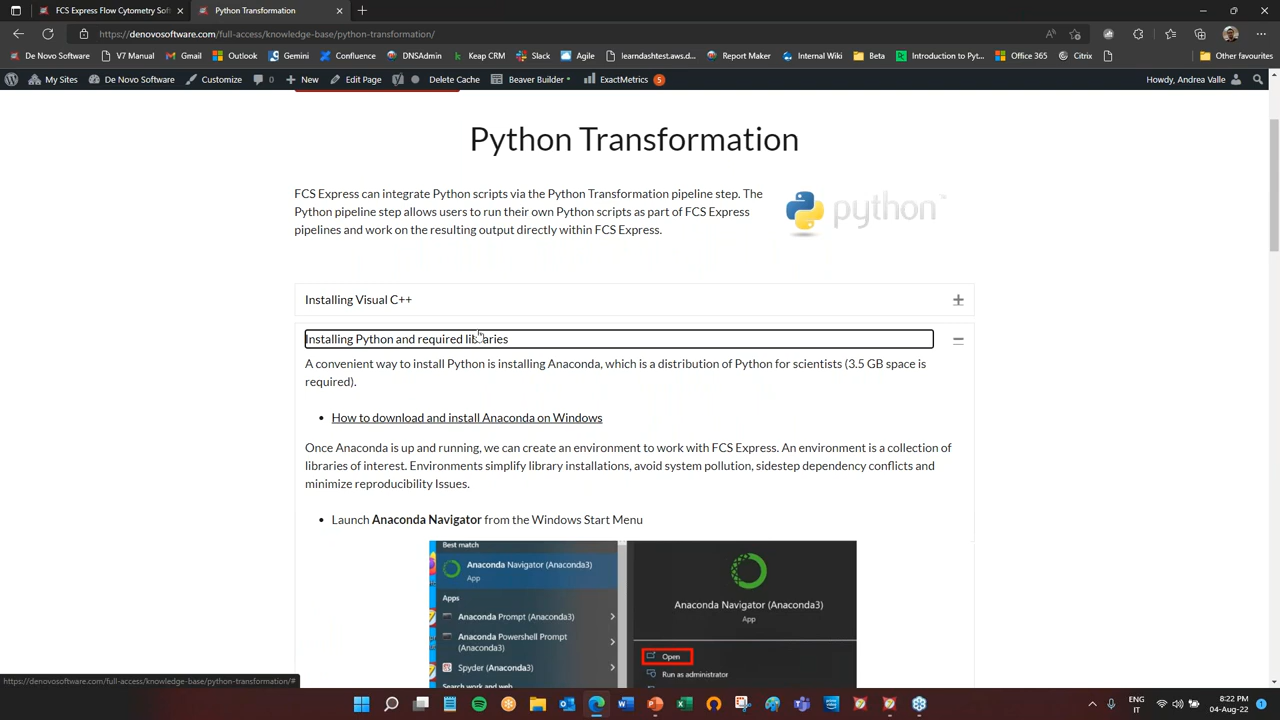 FCS Express Flow Cytometry Sof
Python Transformation
https://denovosoftware.com/full-access/knowledge-base/python-transformation/
De Novo Software
V7 Manual
Gmail
Outlook
Gemini
Confluence
DNSAdmin
Keap CRM
Slack
Agile
learndashtest.aws.d...
Report Maker
Internal Wiki
Beta
Introduction to Pyt...
Office 365
Citrix
Other favourites
My Sites
De Novo Software
Customize
0
New
Edit Page
Delete Cache
Beaver Builder
ExactMetrics
5
Howdy, Andrea Valle
Python Transformation
FCS Express can integrate Python scripts via the Python Transformation pipeline step. The
Python pipeline step allows users to run their own Python scripts as part of FCS Express
pipelines and work on the resulting output directly within FCS Express.
python™
Installing Visual C++
Installing Python and required libraries
A convenient way to install Python is installing Anaconda, which is a distribution of Python for scientists (3.5 GB space is
required).
• How to download and install Anaconda on Windows
Once Anaconda is up and running, we can create an environment to work with FCS Express. An environment is a collection of
libraries of interest. Environments simplify library installations, avoid system pollution, sidestep dependency conflicts and
minimize reproducibility Issues.
• Launch Anaconda Navigator from the Windows Start Menu
Best match
Anaconda Navigator (Anaconda3)
App
Apps
Anaconda Prompt (Anaconda3)
Anaconda Powershell Prompt
(Anaconda3)
Spyder (Anaconda3)
Search work and web
Anaconda Navigator (Anaconda3)
App
Open
Run as administrator
https://denovosoftware.com/full-access/knowledge-base/python-transformation/#
ENG
IT
8:22 PM
04-Aug-22